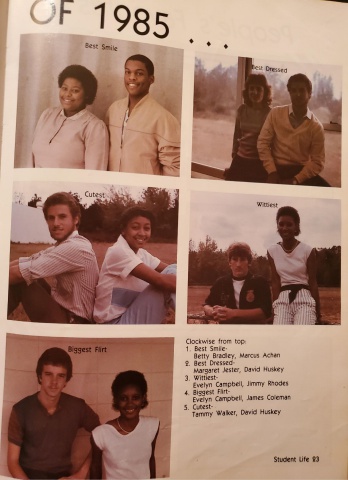 OF 1985 ...
Best Smile
Best Dressed
Cutest
Wittiest
Biggest Flirt
Clockwise from top:
1. Best Smile-
Betty Bradley, Marcus Achan
2. Best Dressed-
Margaret Jester, David Huskey
3. Wittiest-
Evelyn Campbell, Jimmy Rhodes
4. Biggest Flirt-
Evelyn Campbell, James Coleman
5. Cutest-
Tammy Walker, David Huskey
Student Life 23